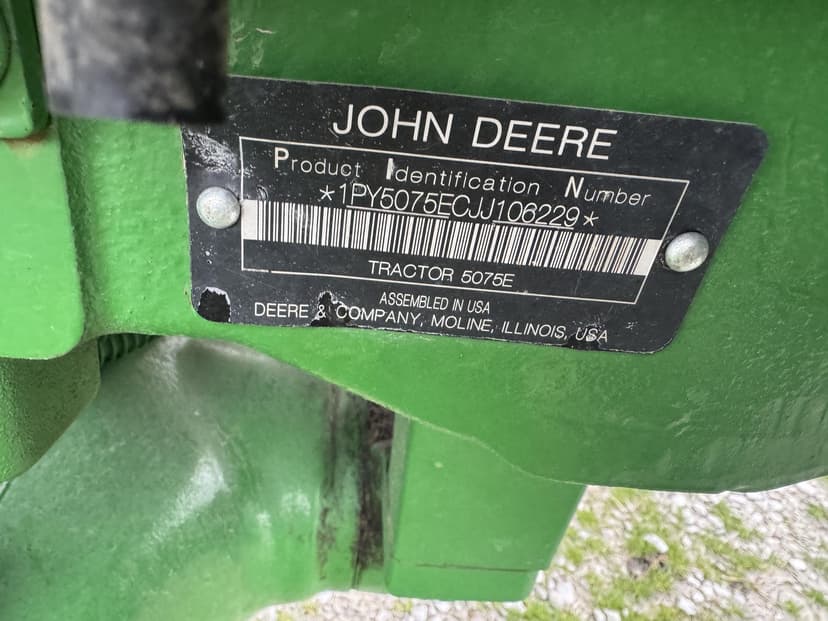 JOHN DEERE
Product Identification Number
*1PY5075ECJJ106229*
TRACTOR 5075E
ASSEMBLED IN USA
DEERE & COMPANY, MOLINE, ILLINOIS, USA